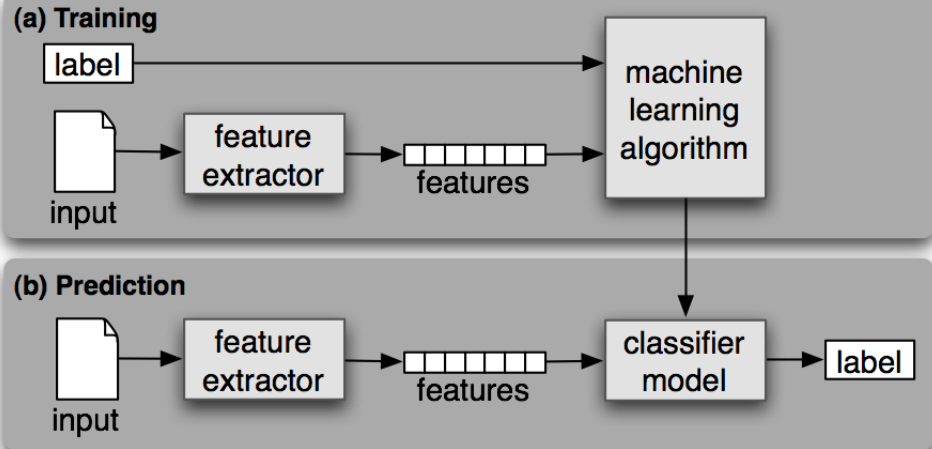 (a) Training
label
machine
learning
algorithm
feature
extractor
features
input
(b) Prediction
feature
extractor
features
input
classifier
model
label